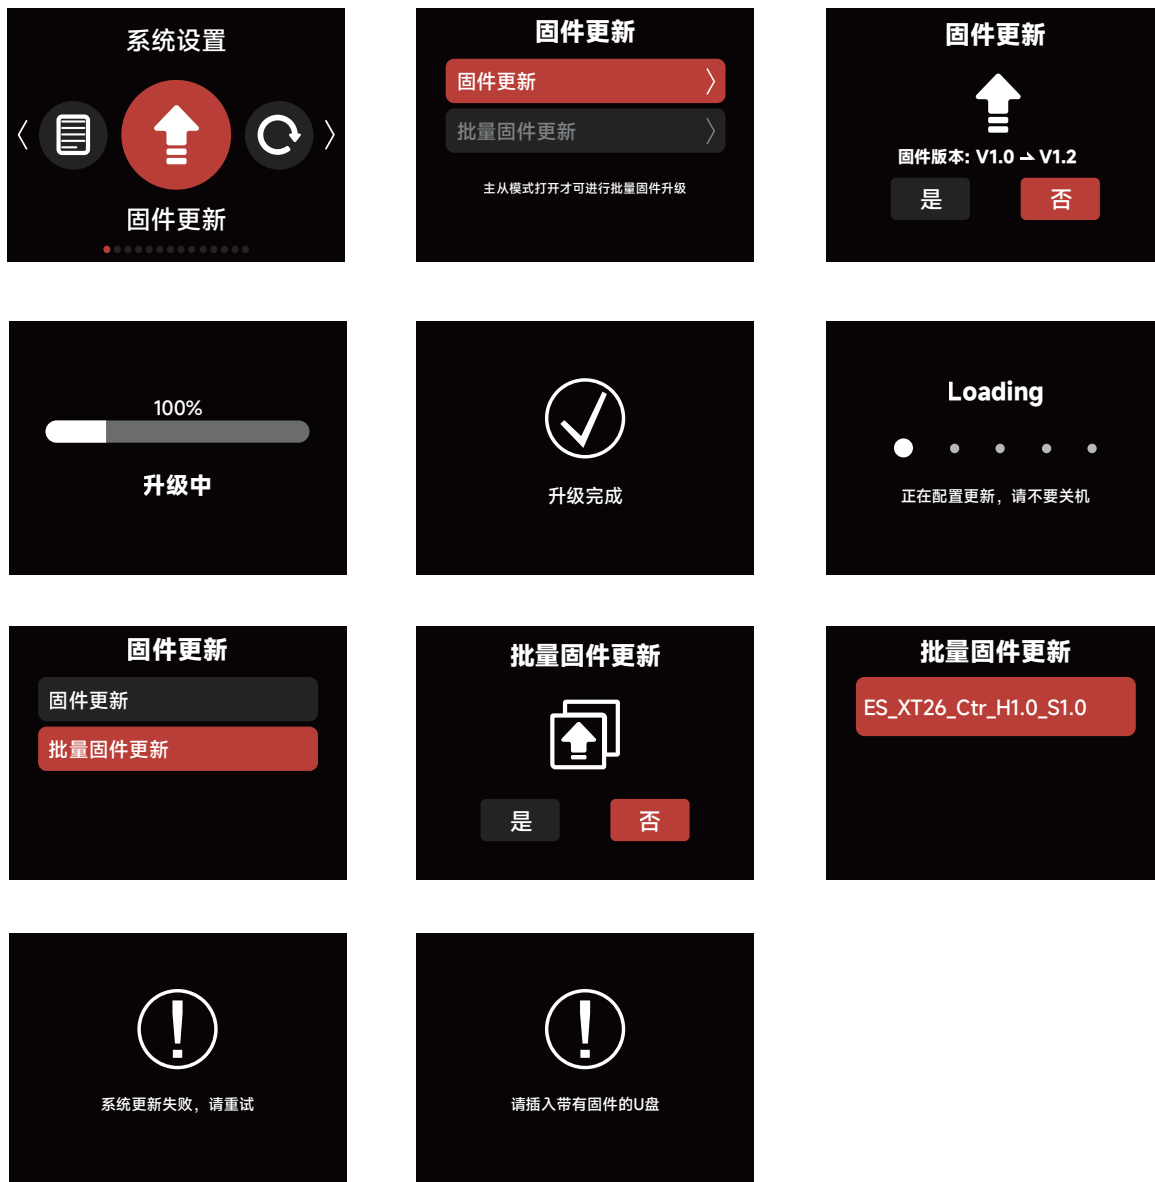 系统设置
固件更新
固件更新
固件更新
批量固件更新
主从模式打开才可进行批量固件升级
固件更新
固件版本: V1.0 → V1.2
是 否
100%
升级中
升级完成
Loading
正在配置更新，请不要关机
固件更新
固件更新
批量固件更新
批量固件更新
是 否
批量固件更新
ES_XT26_Ctr_H1.0_S1.0
系统更新失败，请重试
请插入带有固件的U盘